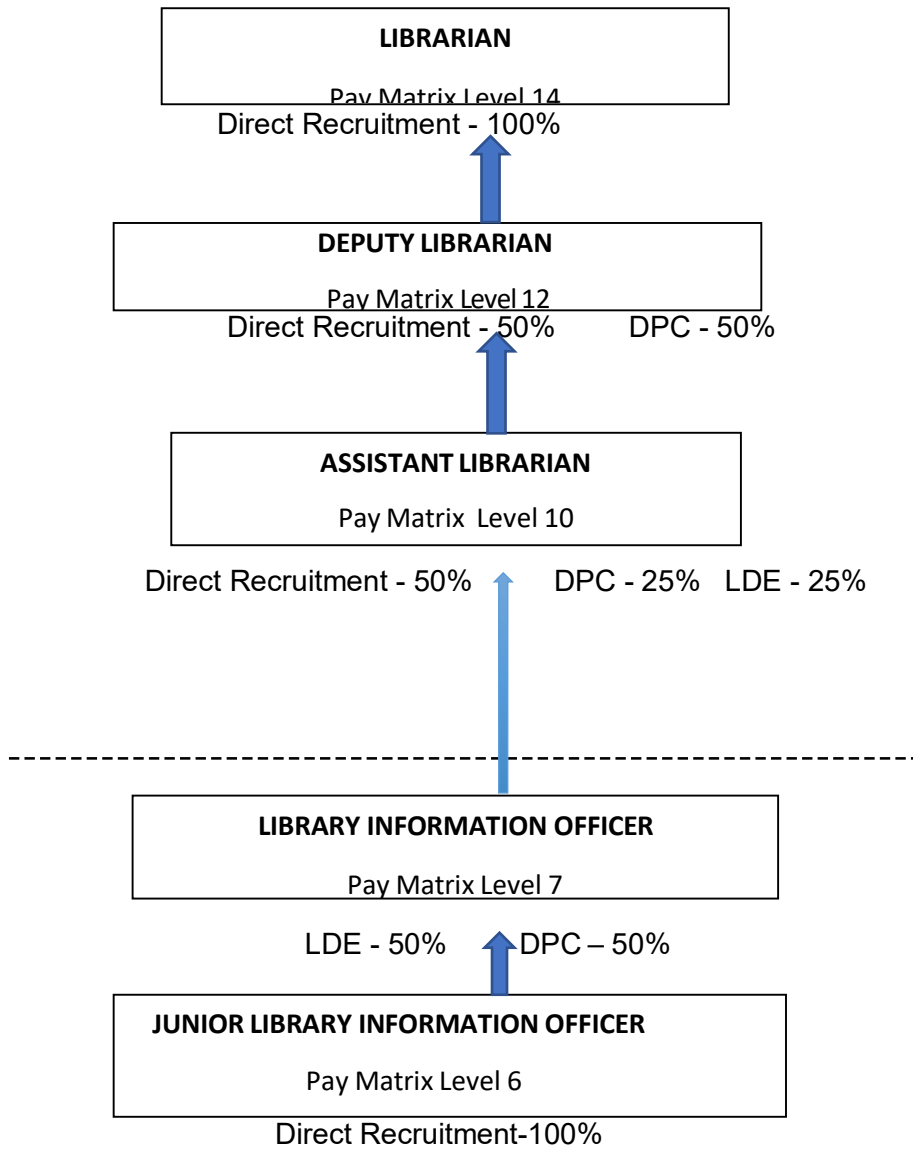 LIBRARIAN
Pay Matrix Level 14
Direct Recruitment - 100%
DEPUTY LIBRARIAN
Pay Matrix Level 12
Direct Recruitment - 50% DPC - 50%
ASSISTANT LIBRARIAN
Pay Matrix Level 10
Direct Recruitment - 50% DPC - 25% LDE - 25%
LIBRARY INFORMATION OFFICER
Pay Matrix Level 7
LDE - 50% DPC – 50%
JUNIOR LIBRARY INFORMATION OFFICER
Pay Matrix Level 6
Direct Recruitment-100%